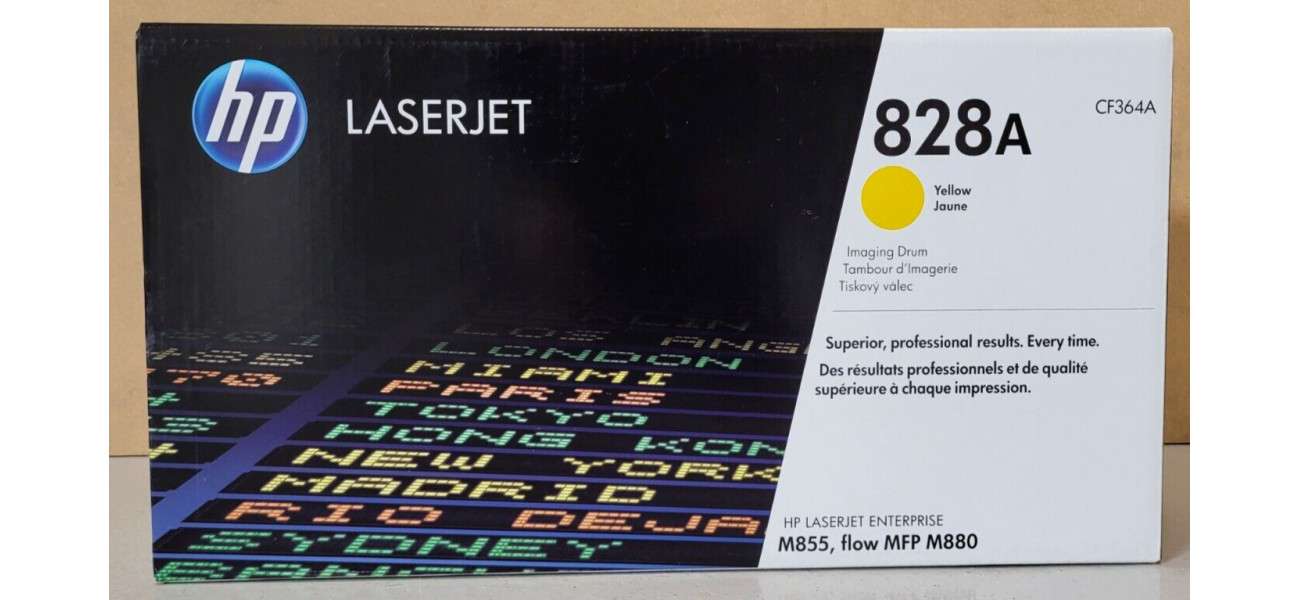 hp
LASERJET
828A
CF364A
Yellow
Jaune
Imaging Drum
Tambour d'Imagerie
Tiskový válec
Superior, professional results. Every time.
Des résultats professionnels et de qualité
supérieure à chaque impression.
HP LASERJET ENTERPRISE
M855, flow MFP M880
LOS ANG
LONDON
MIAMI
PARIS
TOKYO
HONG KON
NEW YORK
MADRID
RIO DEJA
SYDNEY